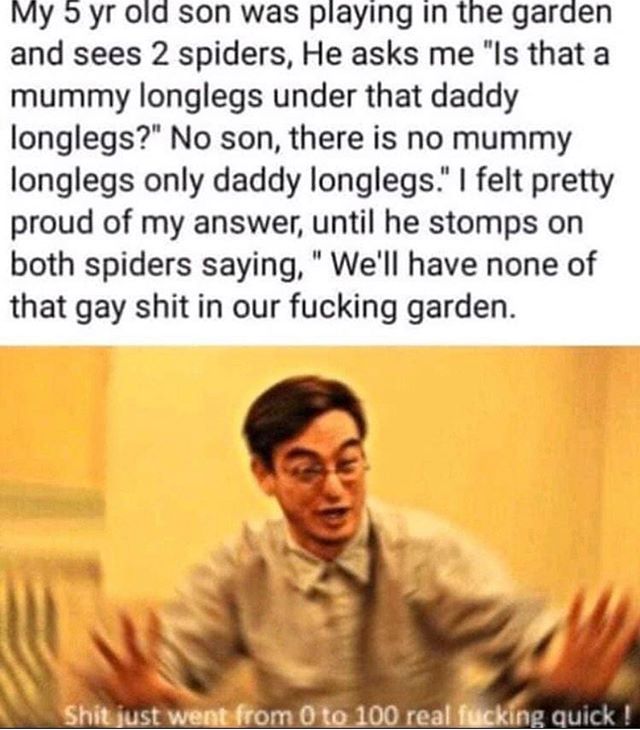 My 5 yr old son was playing in the garden
and sees 2 spiders, He asks me "Is that a
mummy longlegs under that daddy
longlegs?" No son, there is no mummy
longlegs only daddy longlegs." I felt pretty
proud of my answer, until he stomps on
both spiders saying, " We'll have none of
that gay shit in our fucking garden.
Shit just went from 0 to 100 real fucking quick !